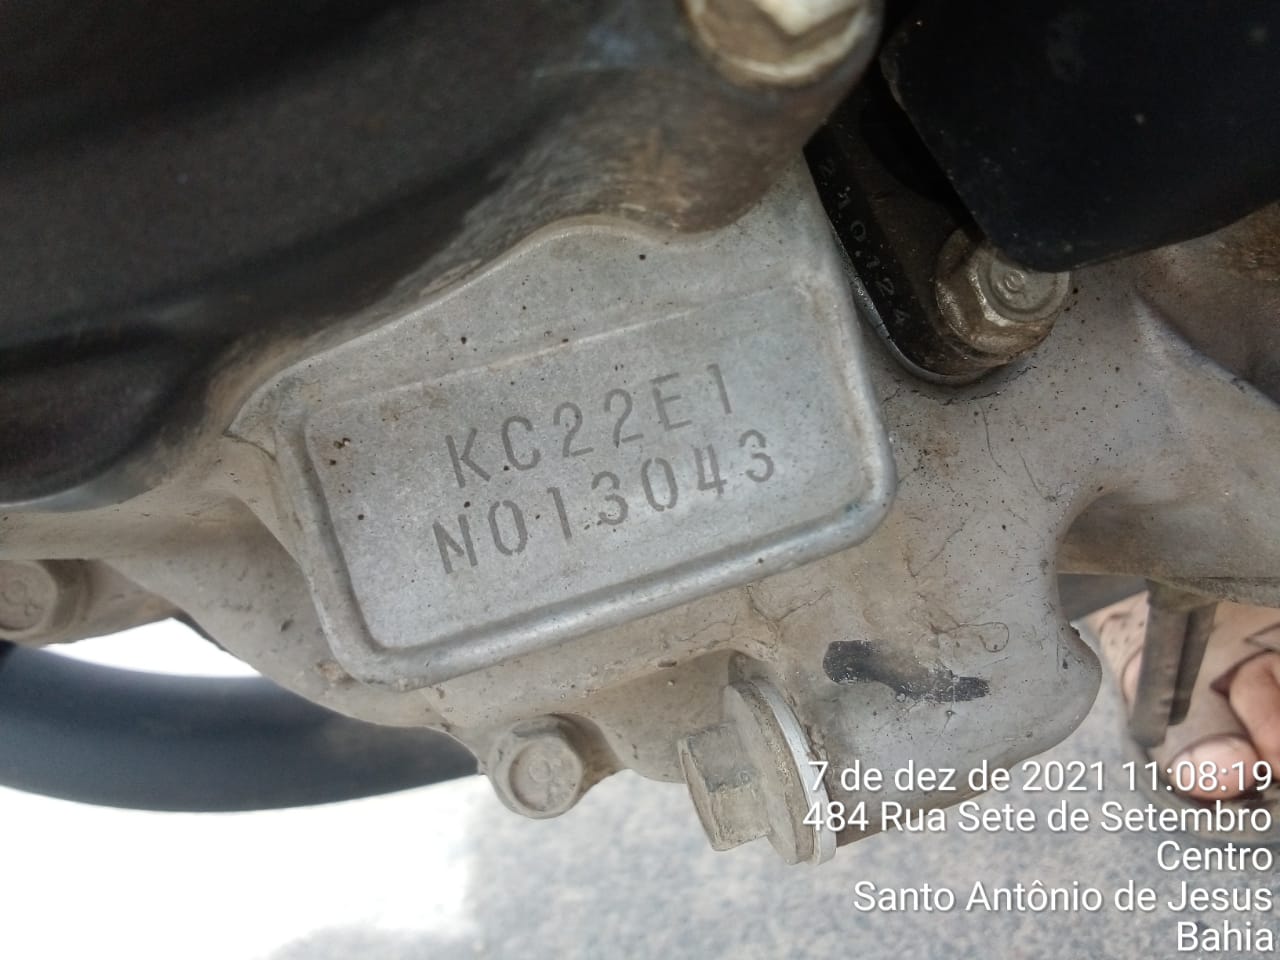 KC22E1
N013043
7 de dez de 2021 11:08:19
484 Rua Sete de Setembro
Centro
Santo Antônio de Jesus
Bahia